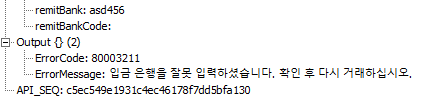 remitBank: asd456
remitBankCode:
Output {} (2)
ErrorCode: 80003211
ErrorMessage: 입금 은행을 잘못 입력하셨습니다. 확인 후 다시 거래하십시오.
API_SEQ: c5ec549e1931c4ec46178f7dd5bfa130